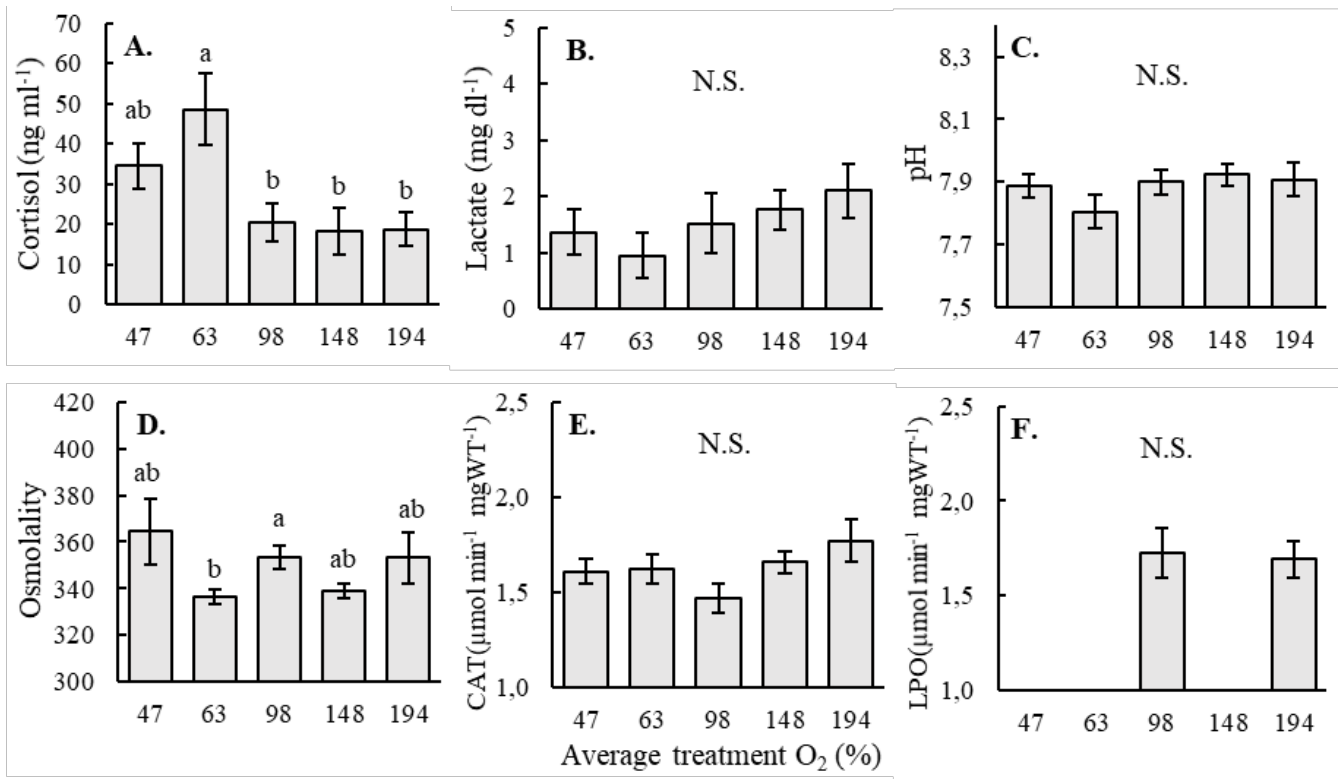 A.
Cortisol (ng ml⁻¹)
70
60
50
40
30
20
10
0
ab
a
b
b
b
47 63 98 148 194
B.
N.S.
Lactate (mg dl⁻¹)
5
4
3
2
1
0
47 63 98 148 194
C.
N.S.
pH
8,3
8,1
7,9
7,7
7,5
47 63 98 148 194
D.
Osmolality
420
400
380
360
340
320
300
ab
b
a
ab
ab
47 63 98 148 194
E.
N.S.
CAT(µmol min⁻¹ mgWT⁻¹)
2,5
2,0
1,5
1,0
47 63 98 148 194
F.
N.S.
LPO(µmol min⁻¹ mgWT⁻¹)
2,5
2,0
1,5
1,0
47 63 98 148 194
Average treatment O₂ (%)